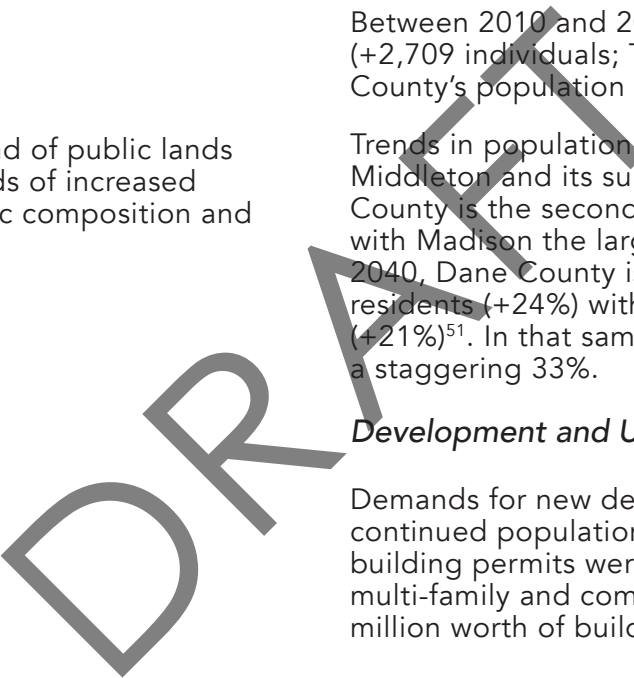 ad of public lands
ds of increased
ic composition and
Between 2010 and 2
(+2,709 individuals;
County's population
Trends in population
Middleton and its su
County is the second
with Madison the larg
2040, Dane County i
residents (+24%) with
(+21%)⁵¹. In that sam
a staggering 33%.
Development and U
Demands for new de
continued population
building permits wer
multi-family and com
million worth of build
DRAFT